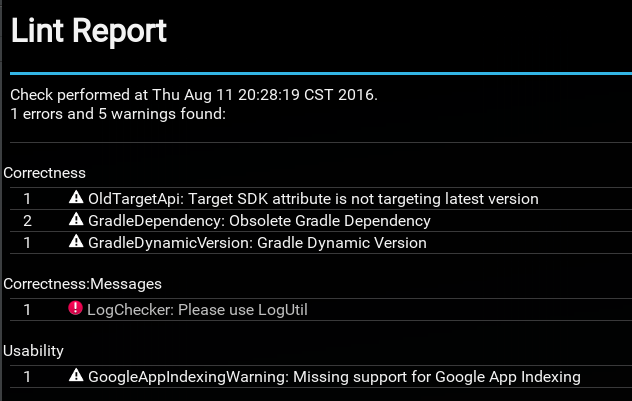 Lint Report
Check performed at Thu Aug 11 20:28:19 CST 2016.
1 errors and 5 warnings found:
Correctness
1 OldTargetApi: Target SDK attribute is not targeting latest version
2 GradleDependency: Obsolete Gradle Dependency
1 GradleDynamicVersion: Gradle Dynamic Version
Correctness:Messages
1 LogChecker: Please use LogUtil
Usability
1 GoogleAppIndexingWarning: Missing support for Google App Indexing